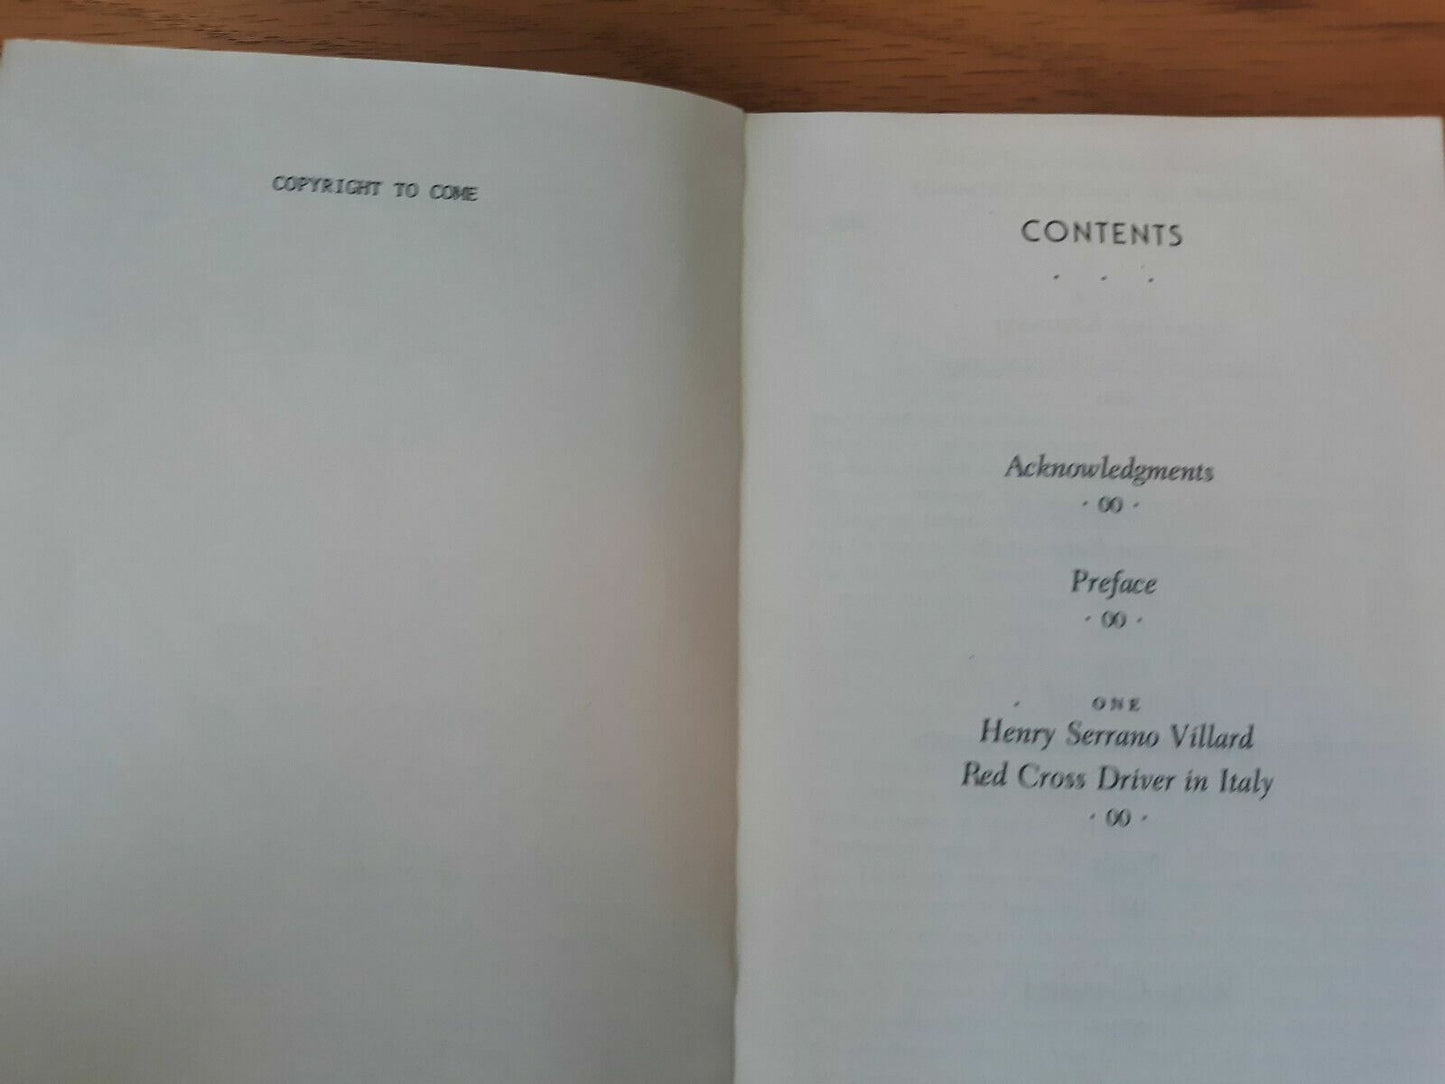 COPYRIGHT TO COME
CONTENTS
. . .
Acknowledgments
· 00 ·
Preface
· 00 ·
ONE
Henry Serrano Villard
Red Cross Driver in Italy
· 00 ·